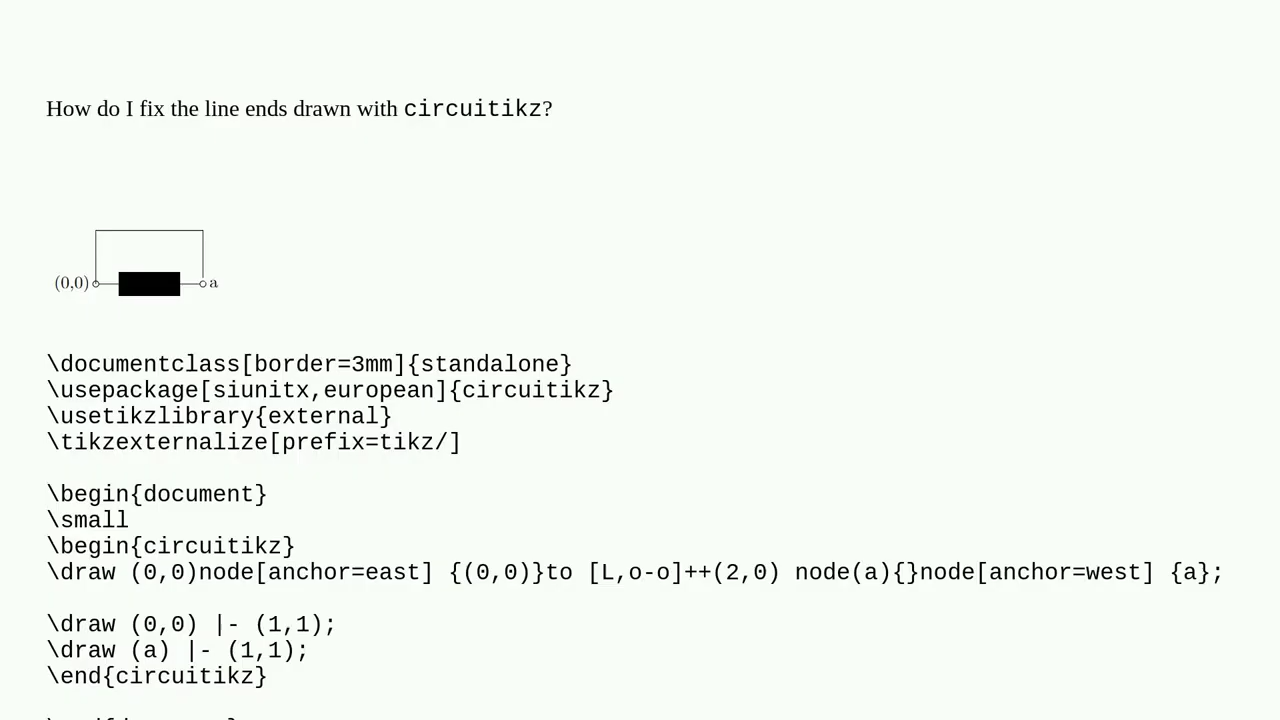 How do I fix the line ends drawn with circuitikz?
(0,0) a
\documentclass[border=3mm]{standalone}
\usepackage[siunitx,european]{circuitikz}
\usetikzlibrary{external}
\tikzexternalize[prefix=tikz/]
\begin{document}
\small
\begin{circuitikz}
\draw (0,0)node[anchor=east] {(0,0)}to [L,o-o]++(2,0) node(a){}node[anchor=west] {a};
\draw (0,0) |- (1,1);
\draw (a) |- (1,1);
\end{circuitikz}